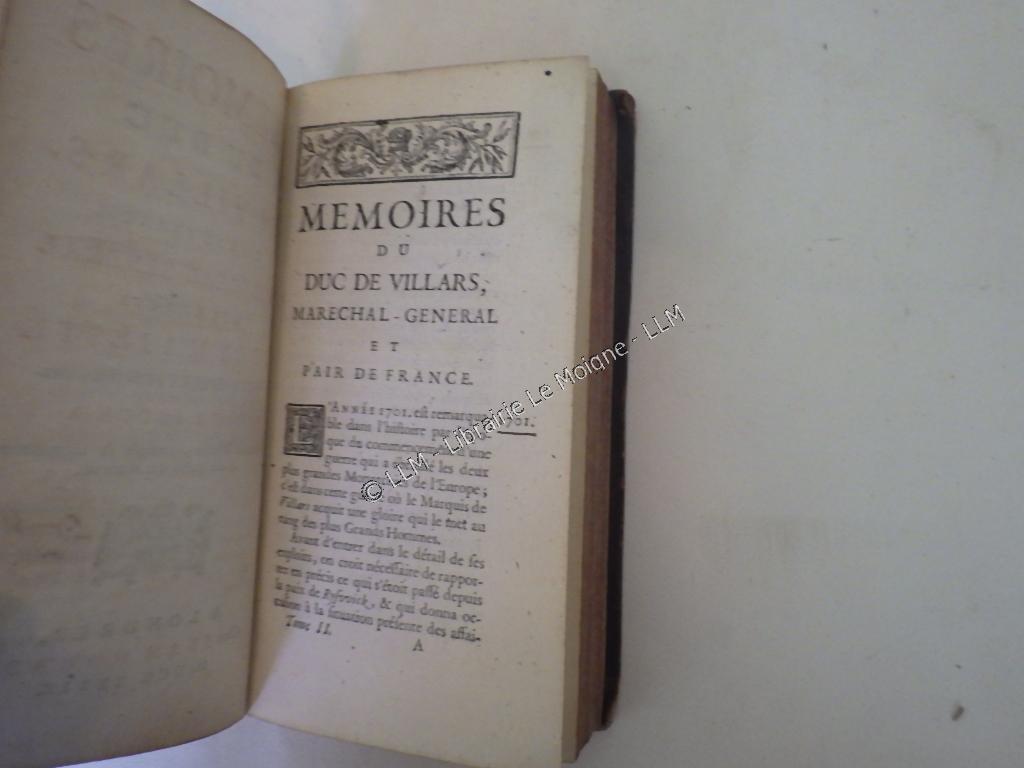 MEMOIRES
DU
DUC DE VILLARS,
MARECHAL-GENERAL
ET
PAIR DE FRANCE.
L'ANNÉE 1701. est remarqua-
ble dans l'histoire par
que du commencement d'une
guerre qui a les deux
plus grandes de l'Europe;
c'est dans cette où le Marquis de
Villars acquit une gloire qui le met au
rang des plus Grands Hommes.
Avant d'entrer dans le détail de ses
exploits, on croit nécessaire de rappor-
ter en précis ce qui s'étoit passé depuis
la paix de Ryswick, & qui donna oc-
casion à la situation présente des affai-
Tome II. A
1701.
© LLM - Librairie Le Moigne - LLM